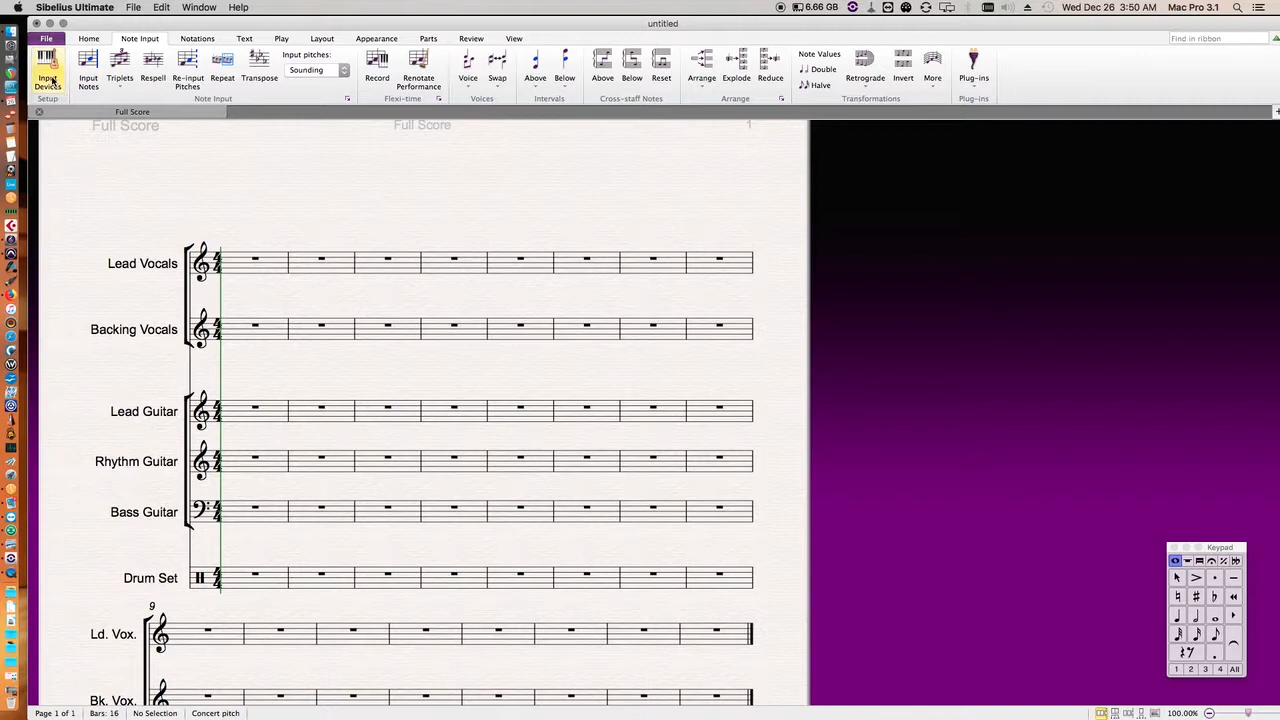 Sibelius Ultimate File Edit Window Help 6.66 GB Wed Dec 26 3:50 AM Mac Pro 3.1
untitled
File Home Note Input Notations Text Play Layout Appearance Parts Review View Find in ribbon
Input Devices
Input Notes
Triplets
Respell
Re-input Pitches
Repeat
Transpose
Input pitches:
Sounding
Record
Renotate Performance
Voice
Swap
Above
Below
Above
Below
Reset
Arrange
Explode
Reduce
Note Values
Double
Halve
Retrograde
Invert
More
Plug-ins
Setup Note Input Flexi-time Voices Intervals Cross-staff Notes Arrange Transformations Plug-ins
Full Score
Full Score Full Score 1
Lead Vocals
Backing Vocals
Lead Guitar
Rhythm Guitar
Bass Guitar
Drum Set
9
Ld. Vox.
Bk. Vox.
Keypad
1 2 3 4 All
Page 1 of 1 Bars: 16 No Selection Concert pitch 100.00%